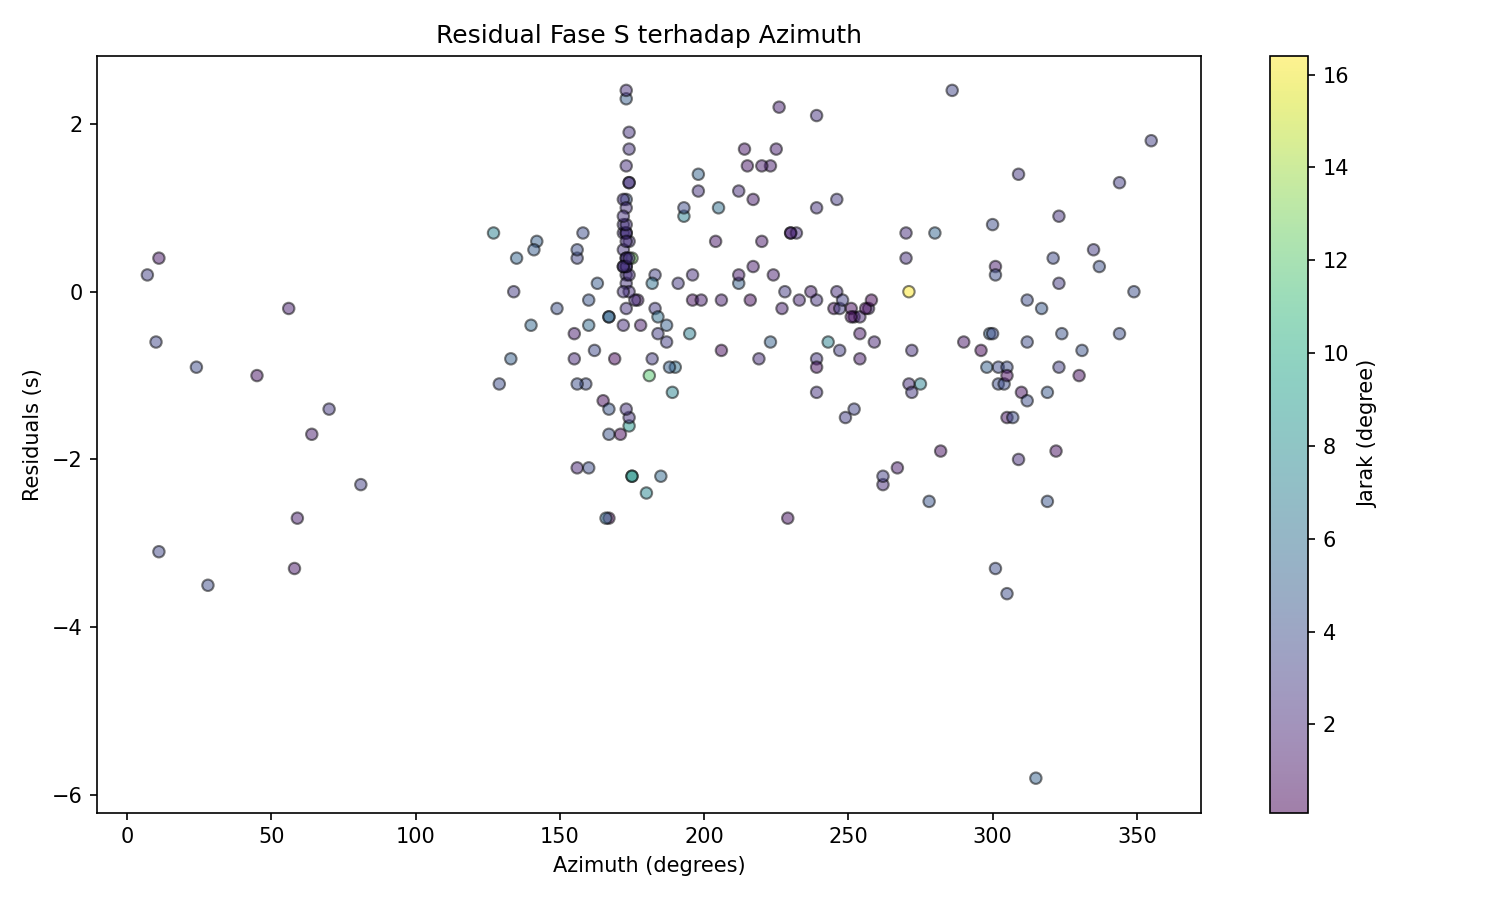 Residual Fase S terhadap Azimuth
Residuals (s)
2
0
−2
−4
−6
0 50 100 150 200 250 300 350
Azimuth (degrees)
16
14
12
10
8
6
4
2
Jarak (degree)